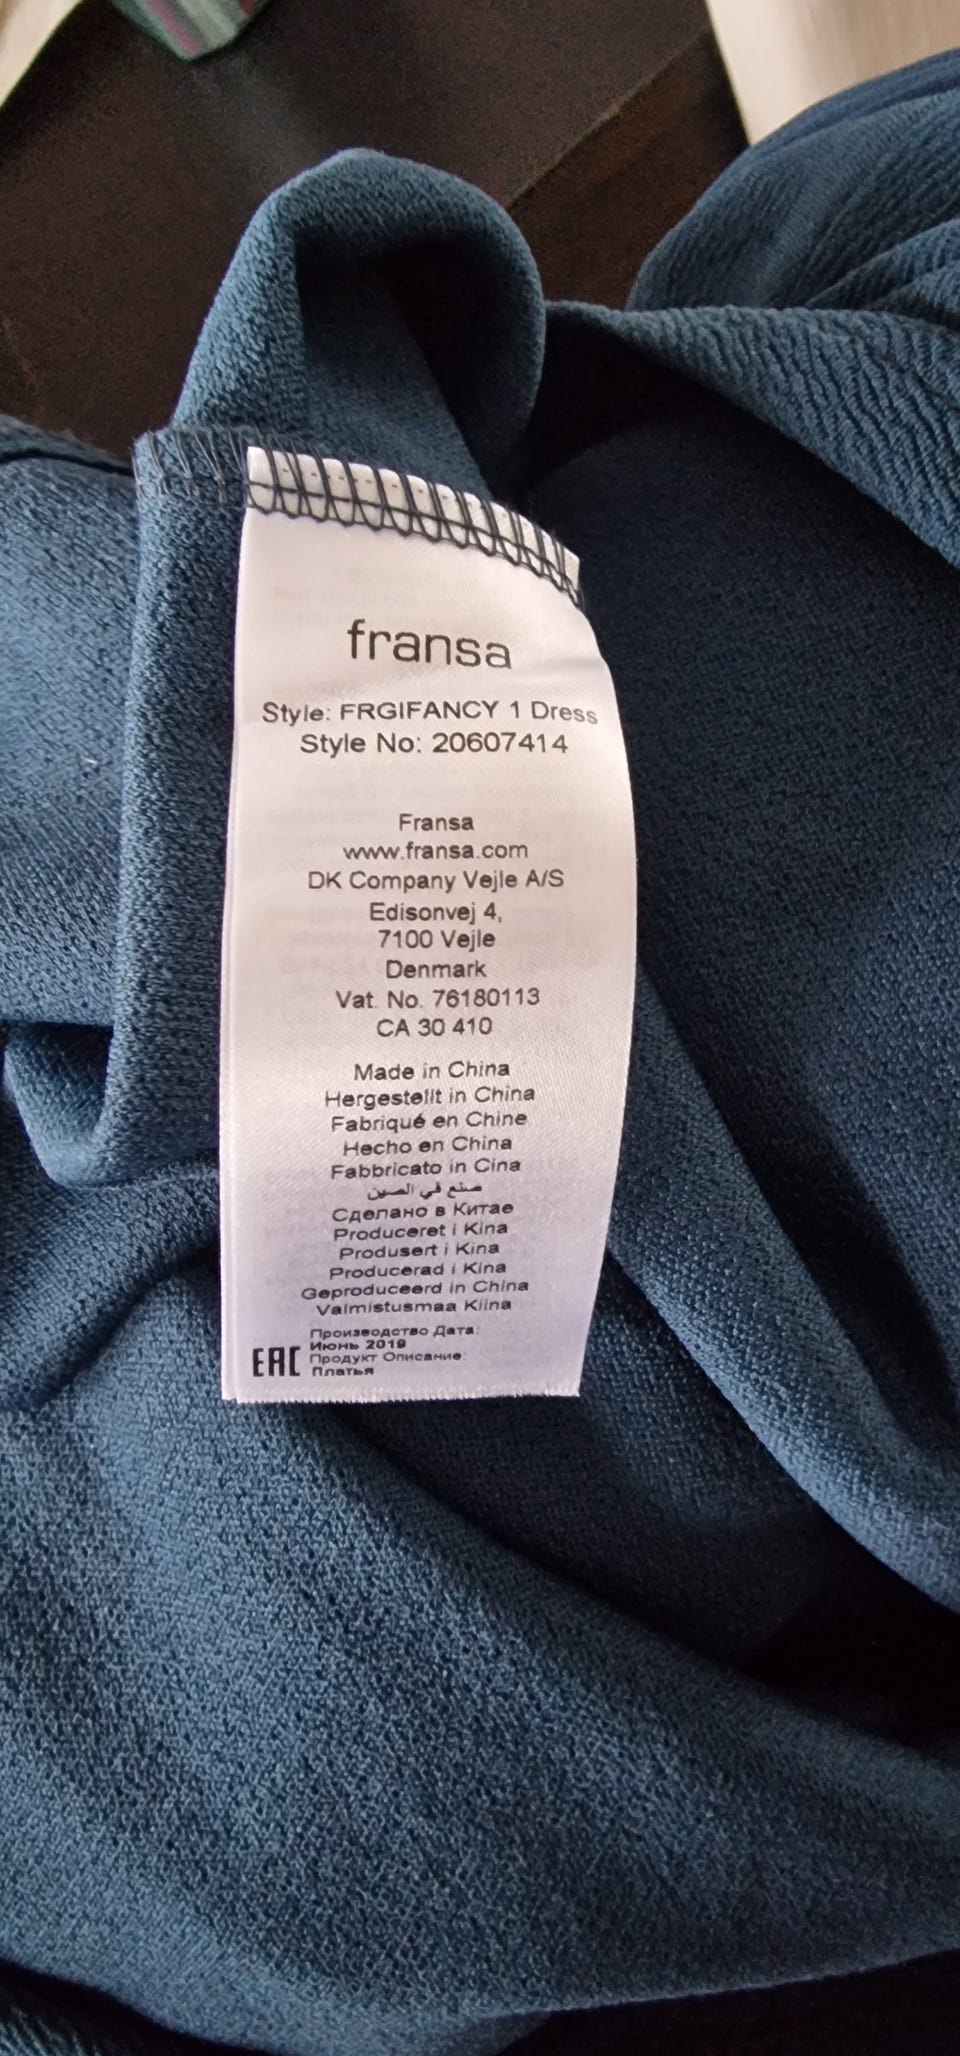 fransa
Style: FRGIFANCY 1 Dress
Style No: 20607414
Fransa
www.fransa.com
DK Company Vejle A/S
Edisonvej 4,
7100 Vejle
Denmark
Vat. No. 76180113
CA 30 410
Made in China
Hergestellt in China
Fabriqué en Chine
Hecho en China
Fabbricato in Cina
صنع في الصين
Сделано в Китае
Produceret i Kina
Produsert i Kina
Producerad i Kina
Geproduceerd in China
Valmistusmaa Kiina
Производство Дата:
Июнь 2019
EAC Продукт Описание:
Платья